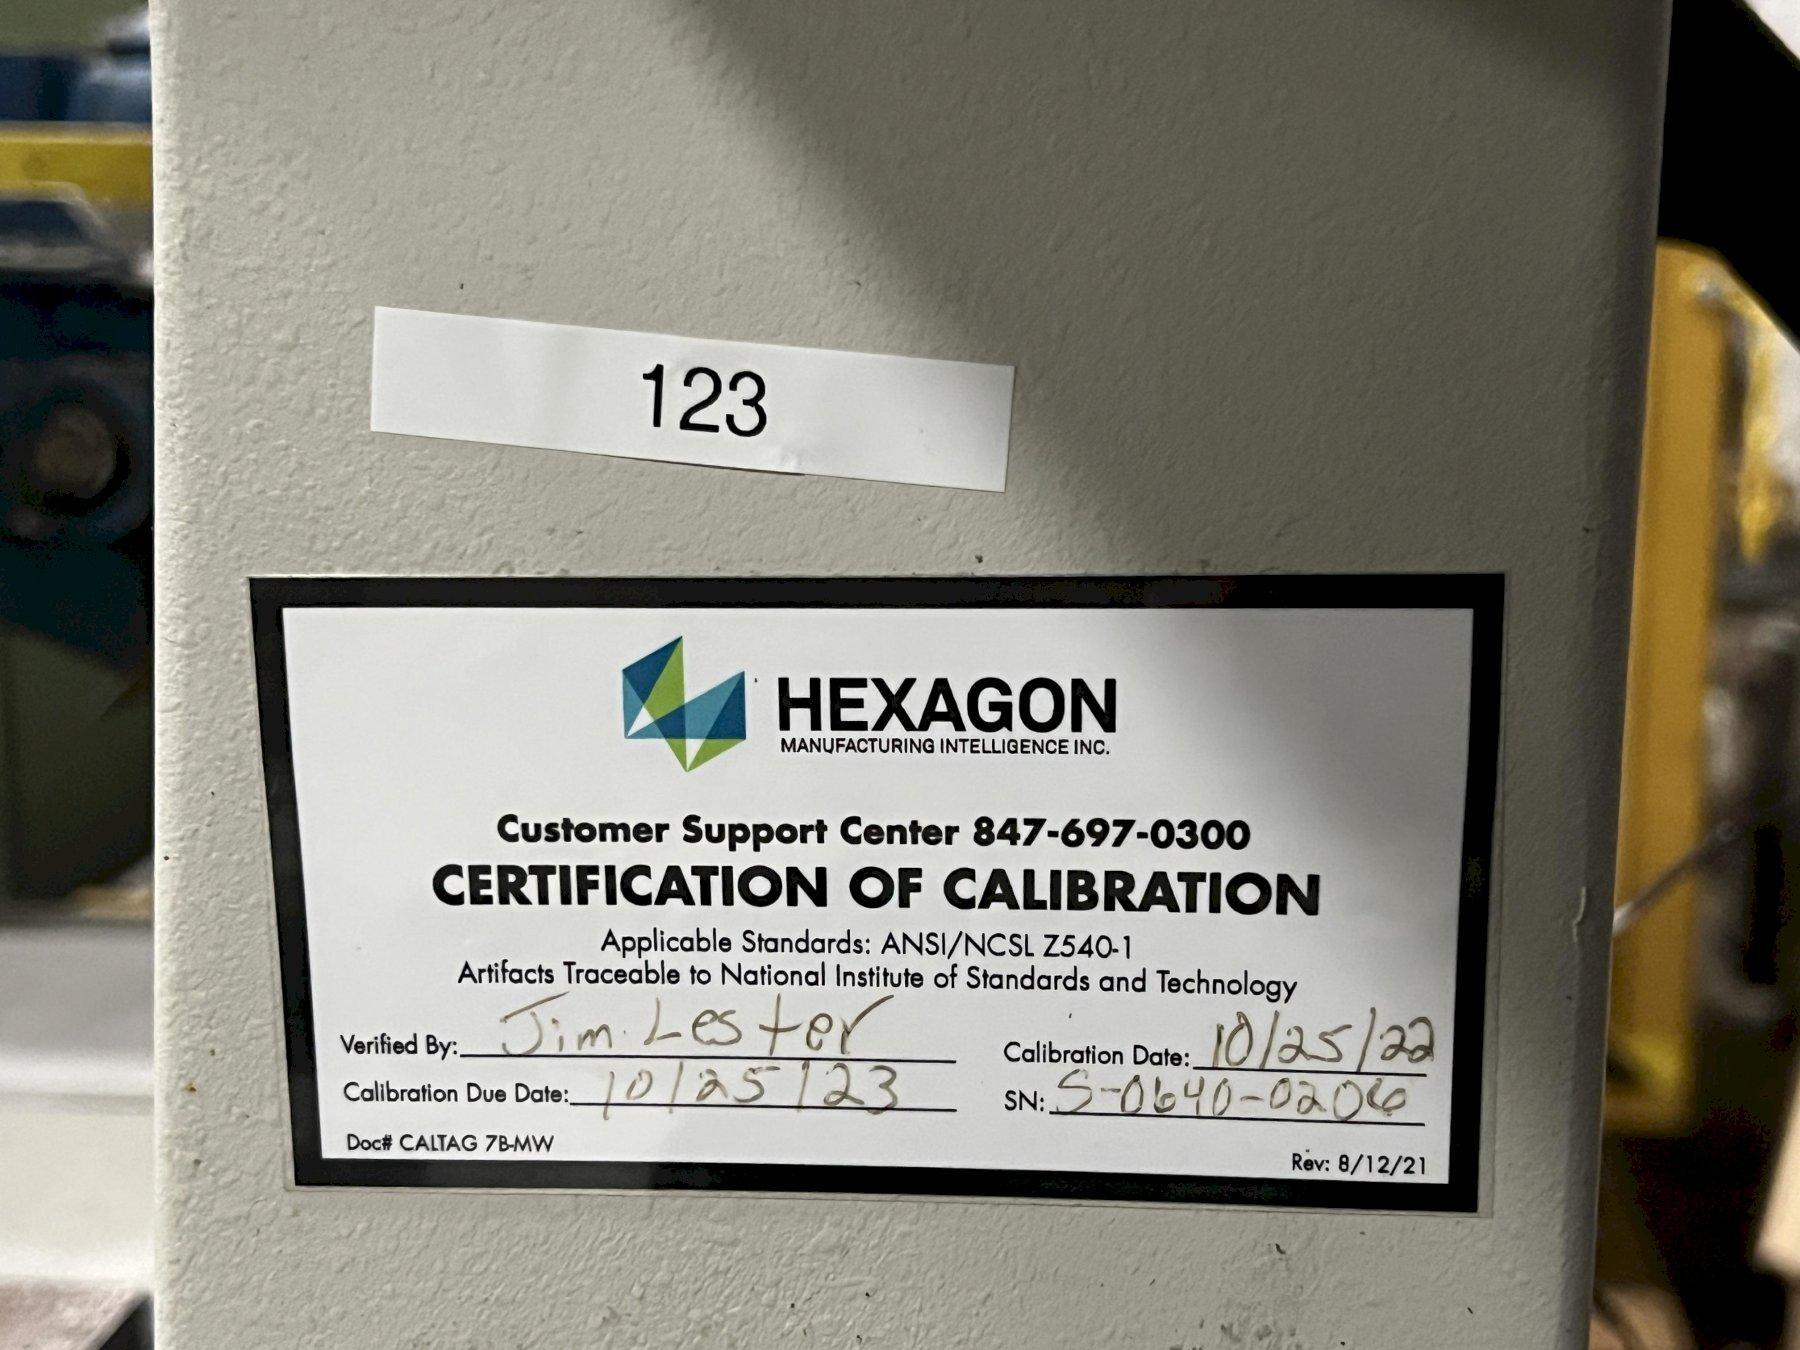 123
HEXAGON
MANUFACTURING INTELLIGENCE INC.
Customer Support Center 847-697-0300
CERTIFICATION OF CALIBRATION
Applicable Standards: ANSI/NCSL Z540-1
Artifacts Traceable to National Institute of Standards and Technology
Verified By: Jim Lester Calibration Date: 10/25/22
Calibration Due Date: 10/25/23 SN: S-0640-0206
Doc# CALTAG 7B-MW Rev: 8/12/21